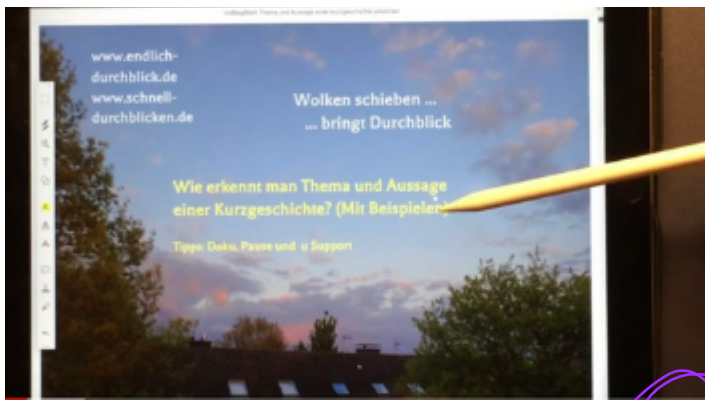 www.endlich-
durchblick.de
www.schnell-
durchblicken.de
Wolken schieben ...
.... bringt Durchblick
Wie erkennt man Thema und Aussage
einer Kurzgeschichte? (Mit Beispielen)
Tipps: Doku, Pause und u Support